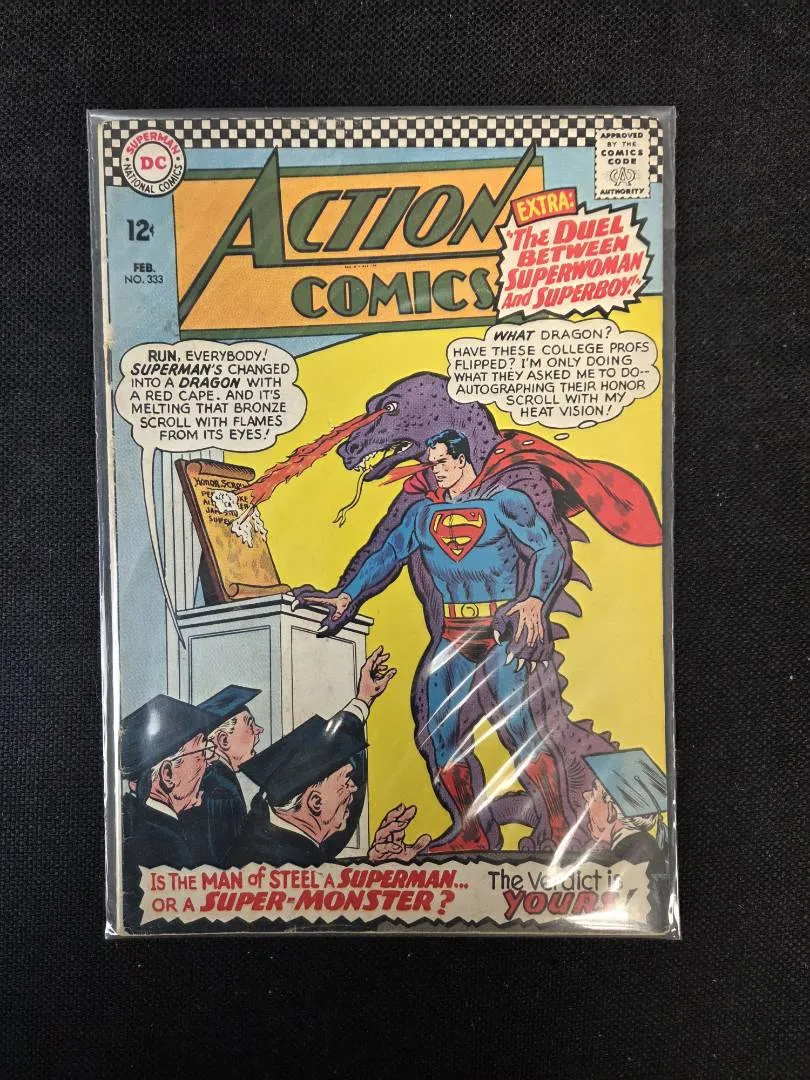 SUPERMAN
DC
NATIONAL COMICS
APPROVED
BY THE
COMICS
CODE
CA
AUTHORITY
ACTION
COMICS
12¢
FEB.
NO. 333
EXTRA:
"The DUEL
BETWEEN
SUPERWOMAN
And SUPERBOY!"
RUN, EVERYBODY!
SUPERMAN'S CHANGED
INTO A DRAGON WITH
A RED CAPE. AND IT'S
MELTING THAT BRONZE
SCROLL WITH FLAMES
FROM ITS EYES!
WHAT DRAGON?
HAVE THESE COLLEGE PROFS
FLIPPED? I'M ONLY DOING
WHAT THEY ASKED ME TO DO--
AUTOGRAPHING THEIR HONOR
SCROLL WITH MY
HEAT VISION!
HONOR SCROLL
S
IS THE MAN of STEEL A SUPERMAN...
OR A SUPER-MONSTER?
The Verdict is
YOURS!